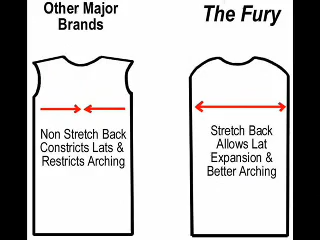 Other Major
Brands
The Fury
Non Stretch Back
Constricts Lats &
Restricts Arching
Stretch Back
Allows Lat
Expansion &
Better Arching